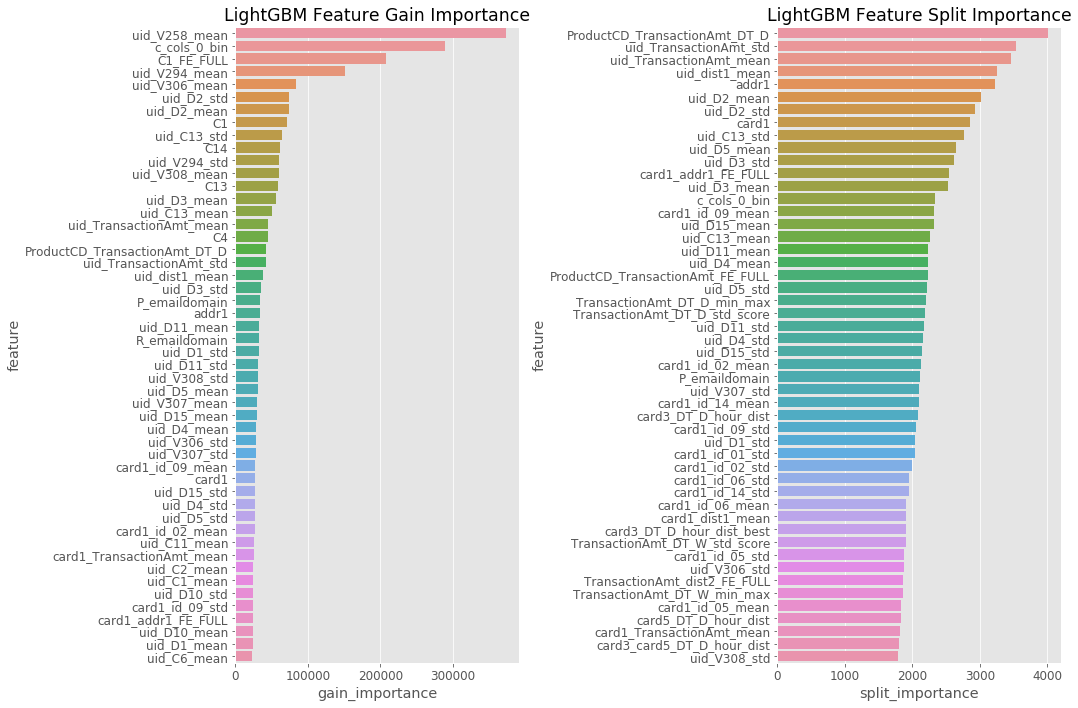 LightGBM Feature Gain Importance
feature
uid_V258_mean
c_cols_0_bin
C1_FE_FULL
uid_V294_mean
uid_V306_mean
uid_D2_std
uid_D2_mean
C1
uid_C13_std
C14
uid_V294_std
uid_V308_mean
C13
uid_D3_mean
uid_C13_mean
uid_TransactionAmt_mean
C4
ProductCD_TransactionAmt_DT_D
uid_TransactionAmt_std
uid_dist1_mean
uid_D3_std
P_emaildomain
addr1
uid_D11_mean
R_emaildomain
uid_D1_std
uid_D11_std
uid_V308_std
uid_D5_mean
uid_V307_mean
uid_D15_mean
uid_D4_mean
uid_V306_std
uid_V307_std
card1_id_09_mean
card1
uid_D15_std
uid_D4_std
uid_D5_std
card1_id_02_mean
uid_C11_mean
card1_TransactionAmt_mean
uid_C2_mean
uid_C1_mean
uid_D10_std
card1_id_09_std
card1_addr1_FE_FULL
uid_D10_mean
uid_D1_mean
uid_C6_mean
0 100000 200000 300000
gain_importance
LightGBM Feature Split Importance
feature
ProductCD_TransactionAmt_DT_D
uid_TransactionAmt_std
uid_TransactionAmt_mean
uid_dist1_mean
addr1
uid_D2_mean
uid_D2_std
card1
uid_C13_std
uid_D5_mean
uid_D3_std
card1_addr1_FE_FULL
uid_D3_mean
c_cols_0_bin
card1_id_09_mean
uid_D15_mean
uid_C13_mean
uid_D11_mean
uid_D4_mean
ProductCD_TransactionAmt_FE_FULL
uid_D5_std
TransactionAmt_DT_D_min_max
TransactionAmt_DT_D_std_score
uid_D11_std
uid_D4_std
uid_D15_std
card1_id_02_mean
P_emaildomain
uid_V307_std
card1_id_14_mean
card3_DT_D_hour_dist
card1_id_09_std
uid_D1_std
card1_id_01_std
card1_id_02_std
card1_id_06_std
card1_id_14_std
card1_id_06_mean
card1_dist1_mean
card3_DT_D_hour_dist_best
TransactionAmt_DT_W_std_score
card1_id_05_std
uid_V306_std
TransactionAmt_dist2_FE_FULL
TransactionAmt_DT_W_min_max
card1_id_05_mean
card5_DT_D_hour_dist
card1_TransactionAmt_mean
card3_card5_DT_D_hour_dist
uid_V308_std
0 1000 2000 3000 4000
split_importance